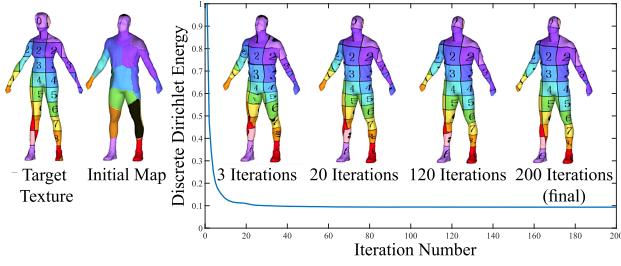 Target
Texture
Initial Map
Discrete Dirichlet Energy
1
0.9
0.8
0.7
0.6
0.5
0.4
0.3
0.2
0.1
0
3 Iterations
20 Iterations
120 Iterations
200 Iterations
(final)
0 20 40 60 80 100 120 140 160 180 200
Iteration Number